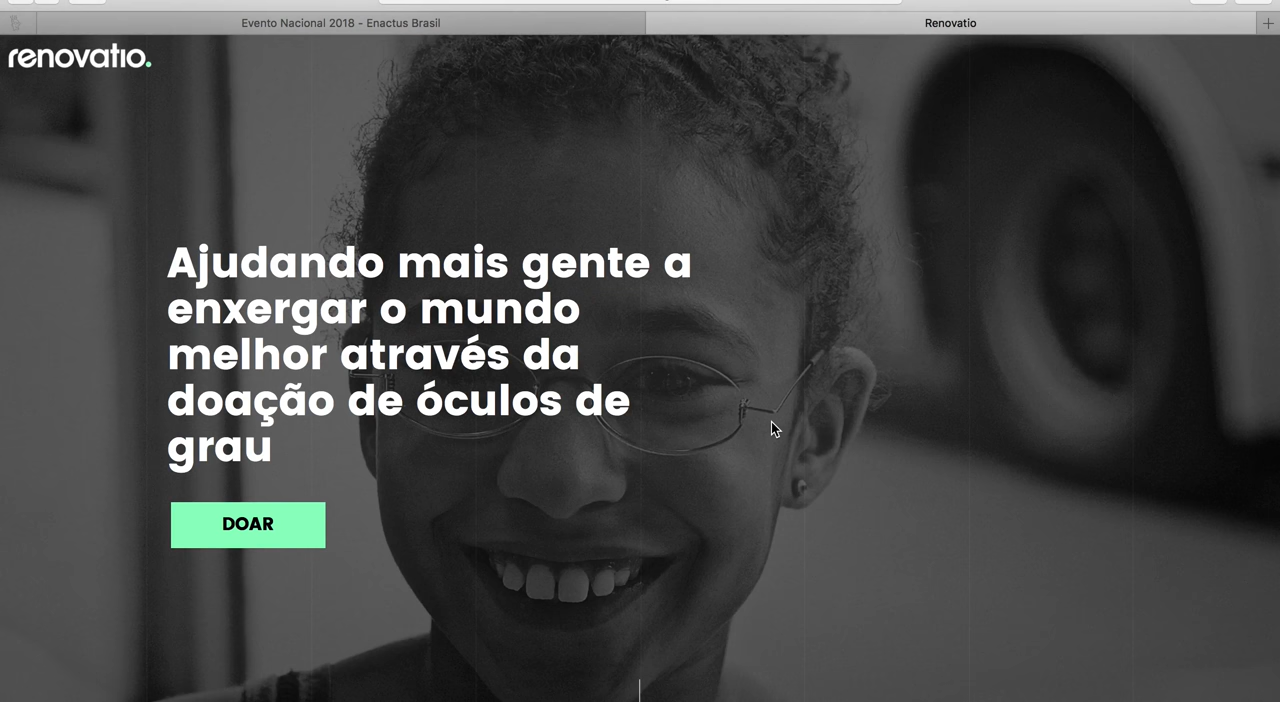 Evento Nacional 2018 - Enactus Brasil
Renovatio
renovatio.
Ajudando mais gente a
enxergar o mundo
melhor através da
doação de óculos de
grau
DOAR